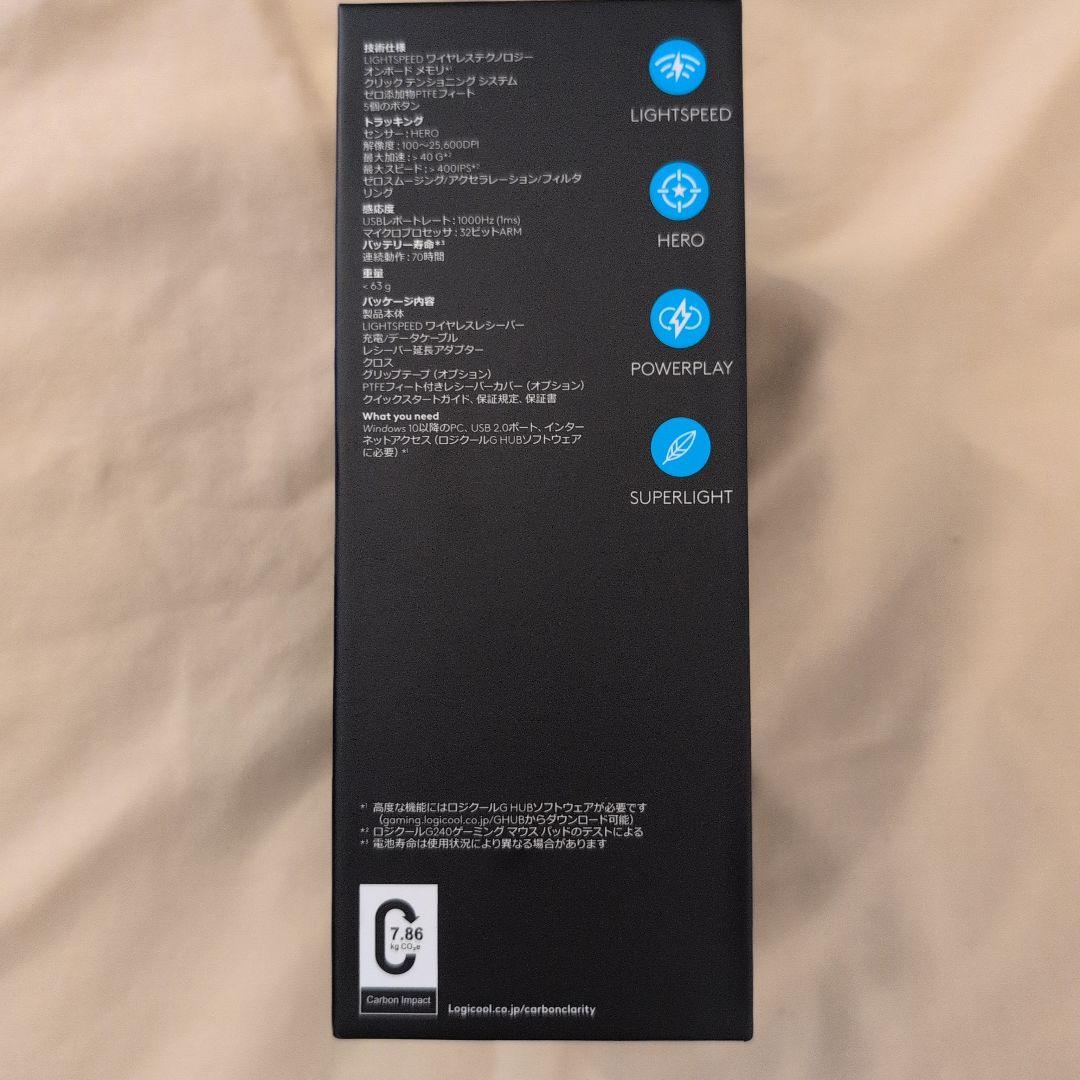 技術仕様
LIGHTSPEED ワイヤレステクノロジー
オンボード メモリ*¹
クリック テンショニング システム
ゼロ添加物PTFEフィート
5個のボタン
トラッキング
センサー : HERO
解像度 : 100～25,600DPI
最大加速 : > 40 G*²
最大スピード : > 400IPS*²
ゼロスムージング/アクセラレーション/フィルタ
リング
感応度
USBレポートレート : 1000Hz (1ms)
マイクロプロセッサ : 32ビットARM
バッテリー寿命*³
連続動作 : 70時間
重量
< 63 g
パッケージ内容
製品本体
LIGHTSPEED ワイヤレスレシーバー
充電/データケーブル
レシーバー延長アダプター
クロス
グリップテープ（オプション）
PTFEフィート付きレシーバーカバー（オプション）
クイックスタートガイド、保証規定、保証書
What you need
Windows 10以降のPC、USB 2.0ポート、インター
ネットアクセス（ロジクールG HUBソフトウェア
に必要）*¹
LIGHTSPEED
HERO
POWERPLAY
SUPERLIGHT
*¹ 高度な機能にはロジクールG HUBソフトウェアが必要です
（gaming.logicool.co.jp/GHUBからダウンロード可能）
*² ロジクールG240ゲーミング マウス パッドのテストによる
*³ 電池寿命は使用状況により異なる場合があります
7.86
kg CO₂e
Carbon Impact
Logicool.co.jp/carbonclarity